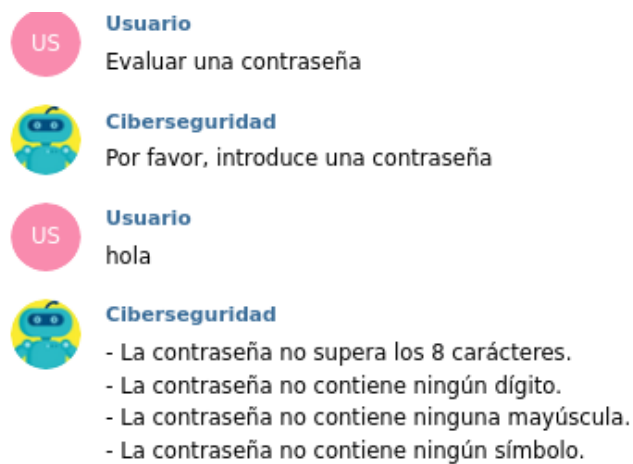 US
Usuario
Evaluar una contraseña
Ciberseguridad
Por favor, introduce una contraseña
US
Usuario
hola
Ciberseguridad
- La contraseña no supera los 8 carácteres.
- La contraseña no contiene ningún dígito.
- La contraseña no contiene ninguna mayúscula.
- La contraseña no contiene ningún símbolo.